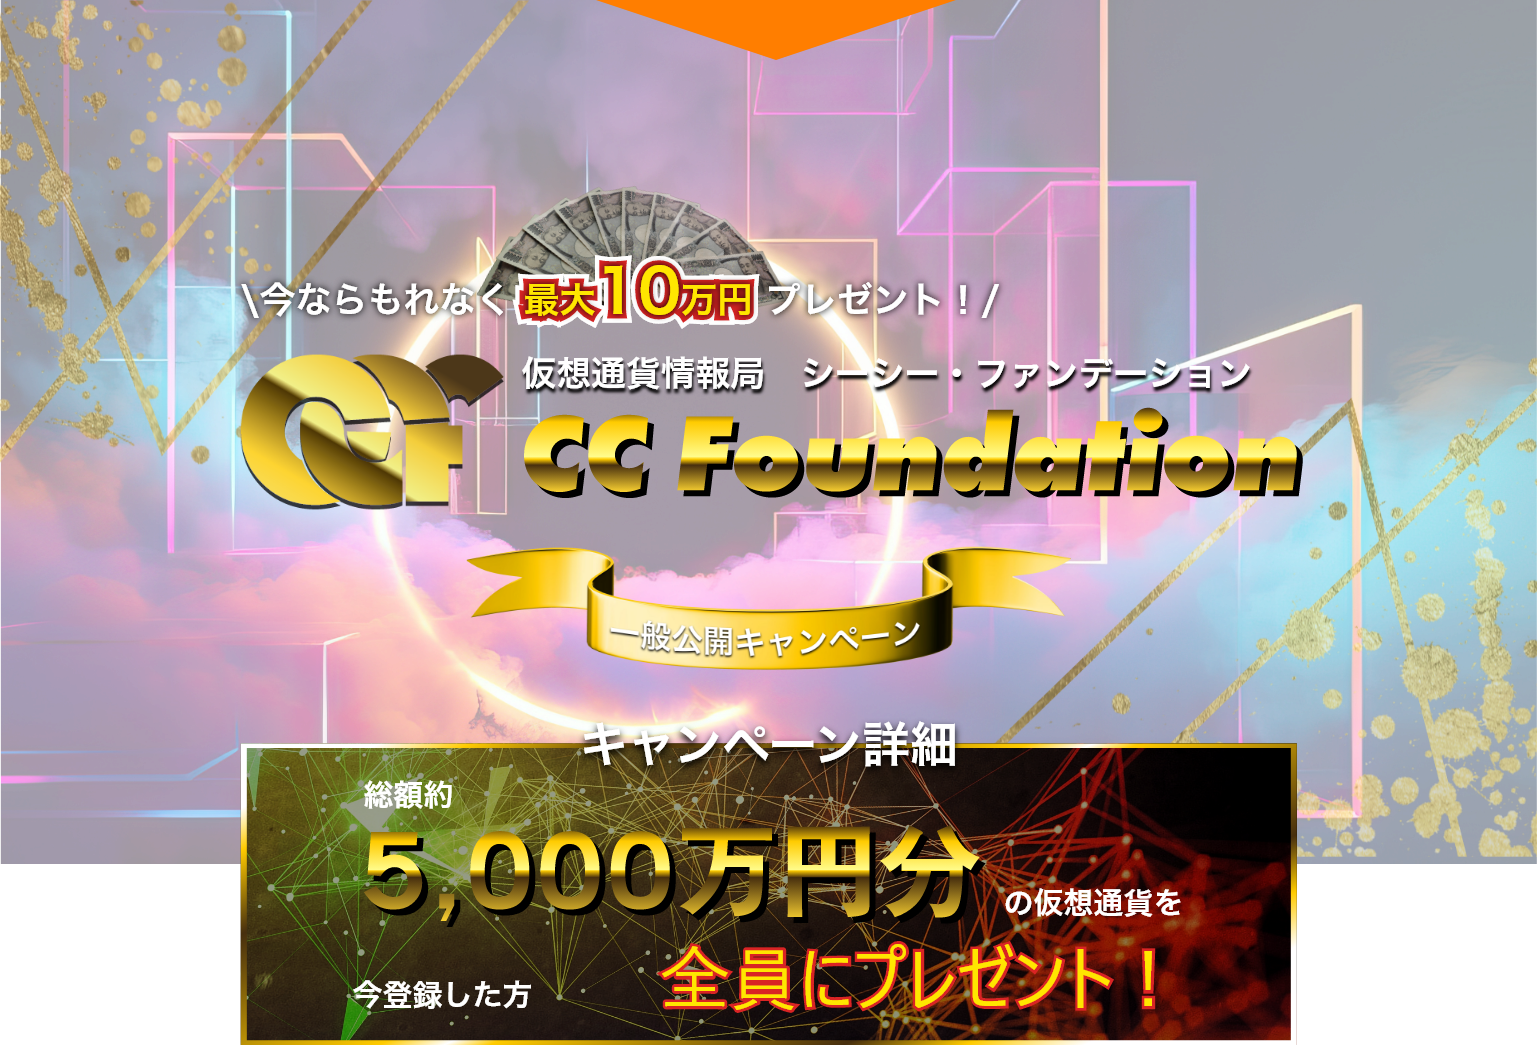 \今ならもれなく最大10万円プレゼント！/
仮想通貨情報局　シーシー・ファンデーション
CCF
CC Foundation
一般公開キャンペーン
キャンペーン詳細
総額約
5,000万円分の仮想通貨を
今登録した方 全員にプレゼント！